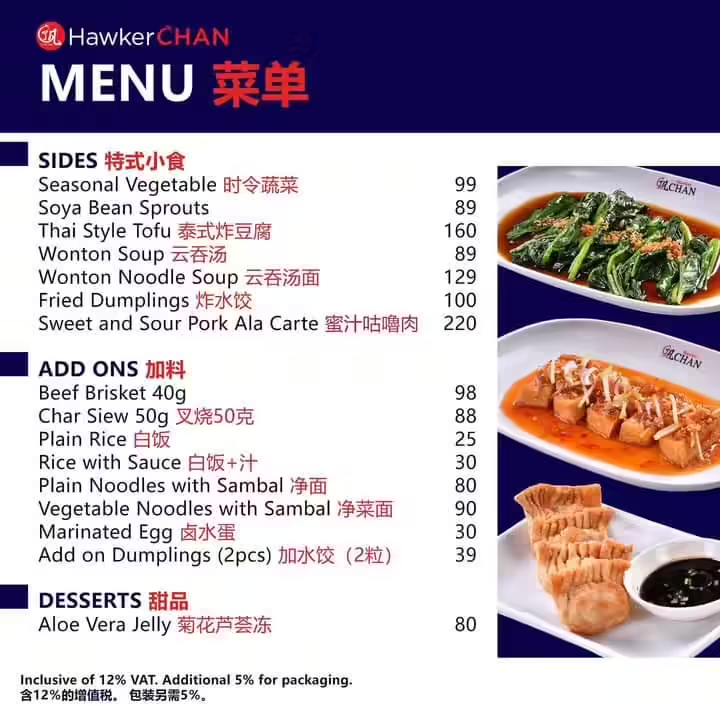 诚 HawkerCHAN
MENU 菜单
SIDES 特式小食
Seasonal Vegetable 时令蔬菜 99
Soya Bean Sprouts 89
Thai Style Tofu 泰式炸豆腐 160
Wonton Soup 云吞汤 89
Wonton Noodle Soup 云吞汤面 129
Fried Dumplings 炸水饺 100
Sweet and Sour Pork Ala Carte 蜜汁咕噜肉 220
ADD ONS 加料
Beef Brisket 40g 98
Char Siew 50g 叉烧50克 88
Plain Rice 白饭 25
Rice with Sauce 白饭+汁 30
Plain Noodles with Sambal 净面 80
Vegetable Noodles with Sambal 净菜面 90
Marinated Egg 卤水蛋 30
Add on Dumplings (2pcs) 加水饺（2粒） 39
DESSERTS 甜品
Aloe Vera Jelly 菊花芦荟冻 80
Inclusive of 12% VAT. Additional 5% for packaging.
含12%的增值税。 包装另需5%。
CHAN
CHAN